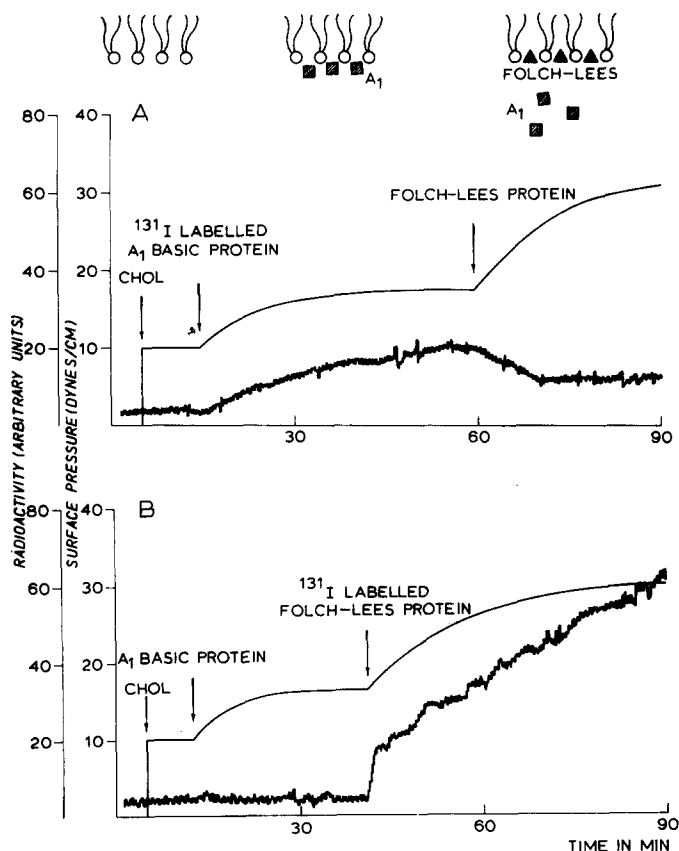 A₁
FOLCH-LEES
A₁
80
40
A
60
30
40
20
20
10
FOLCH-LEES PROTEIN
¹³¹I LABELLED
A₁ BASIC PROTEIN
CHOL
30
60
90
RADIOACTIVITY (ARBITRARY UNITS)
SURFACE PRESSURE (DYNES/CM)
80
40
B
60
30
40
20
20
10
¹³¹I LABELLED
FOLCH-LEES PROTEIN
A₁ BASIC PROTEIN
CHOL
30
60
90
TIME IN MIN